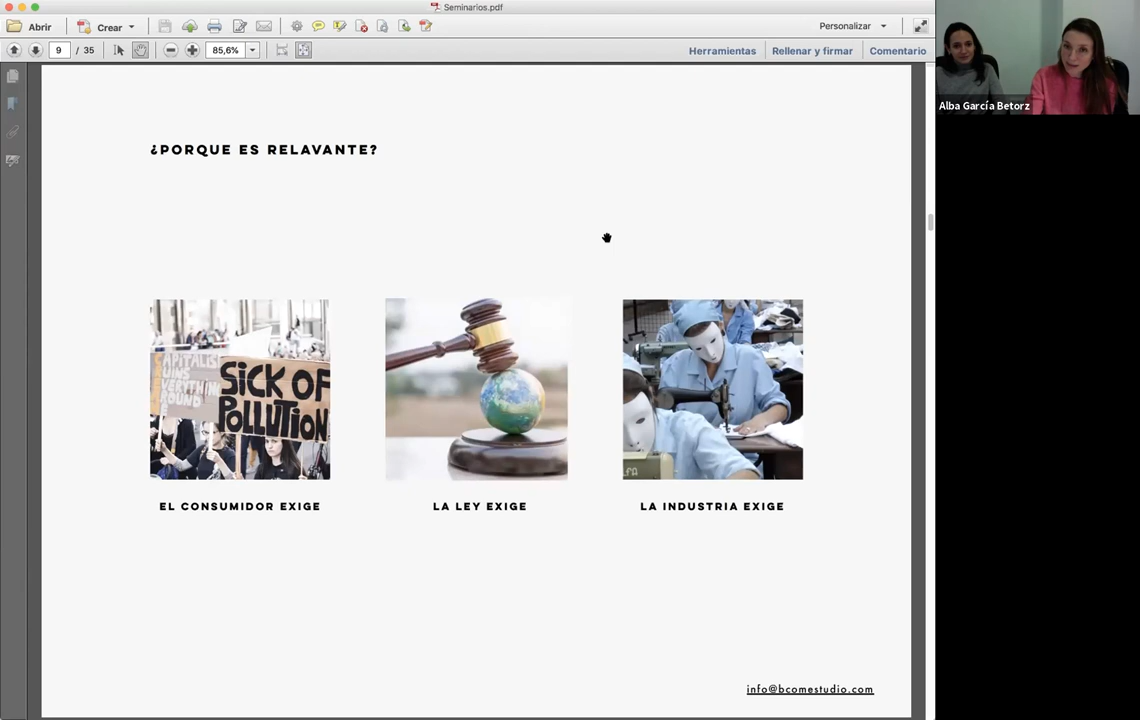 Seminarios.pdf
Abrir
Crear
Personalizar
9 / 35
85,6%
Herramientas
Rellenar y firmar
Comentario
Alba García Betorz
¿PORQUE ES RELAVANTE?
SICK OF
POLLUTION
EL CONSUMIDOR EXIGE
LA LEY EXIGE
LA INDUSTRIA EXIGE
info@bcomestudio.com